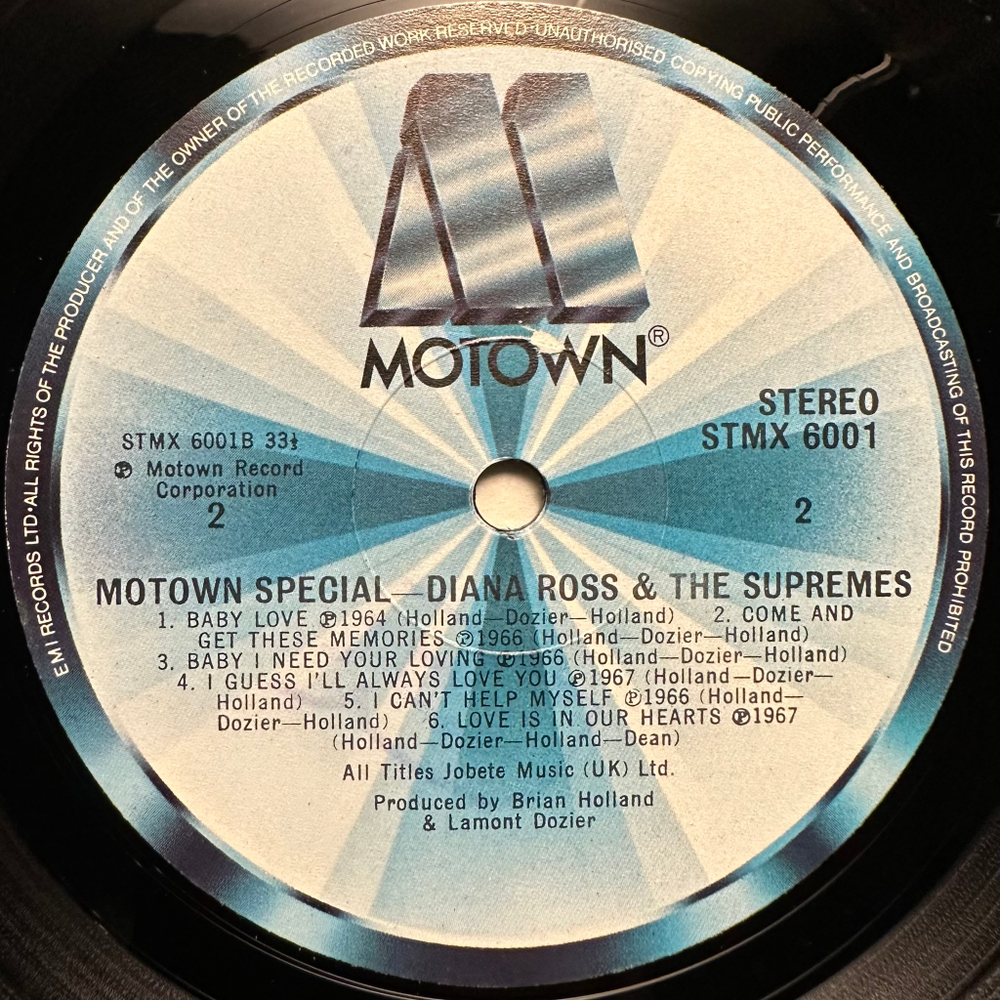 EMI RECORDS LTD•ALL RIGHTS OF THE PRODUCER AND OF THE OWNER OF THE RECORDED WORK RESERVED•UNAUTHORISED COPYING PUBLIC PERFORMANCE AND BROADCASTING OF THIS RECORD PROHIBITED
MOTOWN®
STEREO
STMX 6001
STMX 6001B 33⅓
℗ Motown Record
Corporation
2
2
MOTOWN SPECIAL—DIANA ROSS & THE SUPREMES
1. BABY LOVE ℗1964 (Holland—Dozier—Holland) 2. COME AND
GET THESE MEMORIES ℗1966 (Holland—Dozier—Holland)
3. BABY I NEED YOUR LOVING ℗1966 (Holland—Dozier—Holland)
4. I GUESS I'LL ALWAYS LOVE YOU ℗1967 (Holland—Dozier—
Holland) 5. I CAN'T HELP MYSELF ℗1966 (Holland—
Dozier—Holland) 6. LOVE IS IN OUR HEARTS ℗1967
(Holland—Dozier—Holland—Dean)
All Titles Jobete Music (UK) Ltd.
Produced by Brian Holland
& Lamont Dozier